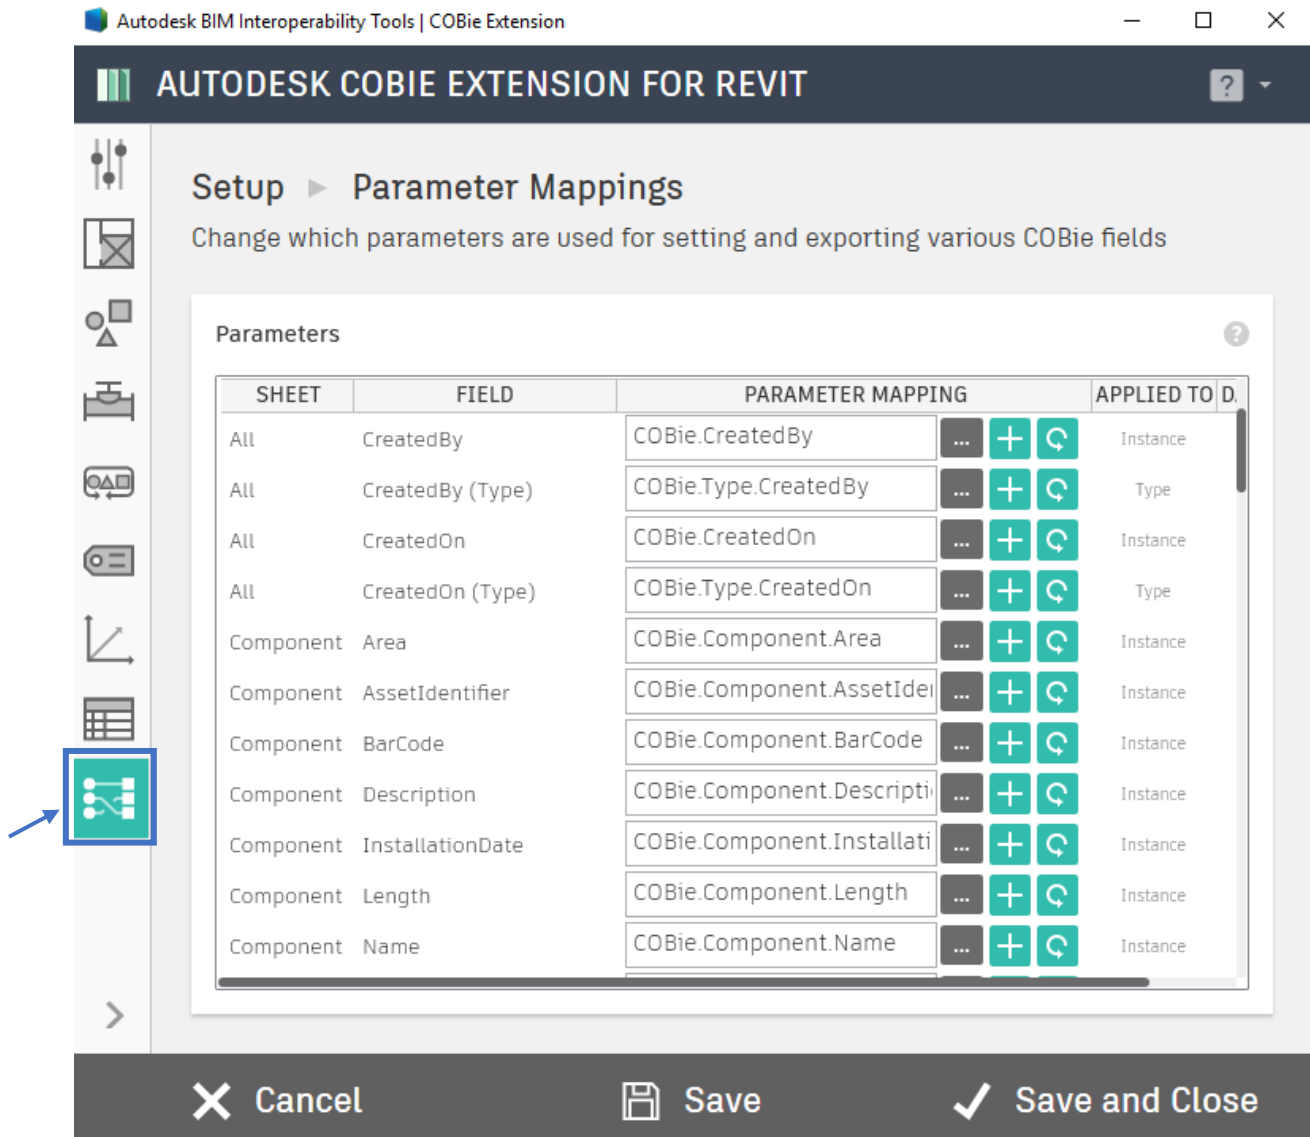 Autodesk BIM Interoperability Tools | COBie Extension
AUTODESK COBIE EXTENSION FOR REVIT
?
Setup Parameter Mappings
Change which parameters are used for setting and exporting various COBie fields
Parameters ?
SHEET FIELD PARAMETER MAPPING APPLIED TO D.
All CreatedBy COBie.CreatedBy ... Instance
All CreatedBy (Type) COBie.Type.CreatedBy ... Type
All CreatedOn COBie.CreatedOn ... Instance
All CreatedOn (Type) COBie.Type.CreatedOn ... Type
Component Area COBie.Component.Area ... Instance
Component AssetIdentifier COBie.Component.AssetIde ... Instance
Component BarCode COBie.Component.BarCode ... Instance
Component Description COBie.Component.Descripti ... Instance
Component InstallationDate COBie.Component.Installati ... Instance
Component Length COBie.Component.Length ... Instance
Component Name COBie.Component.Name ... Instance
Cancel Save Save and Close